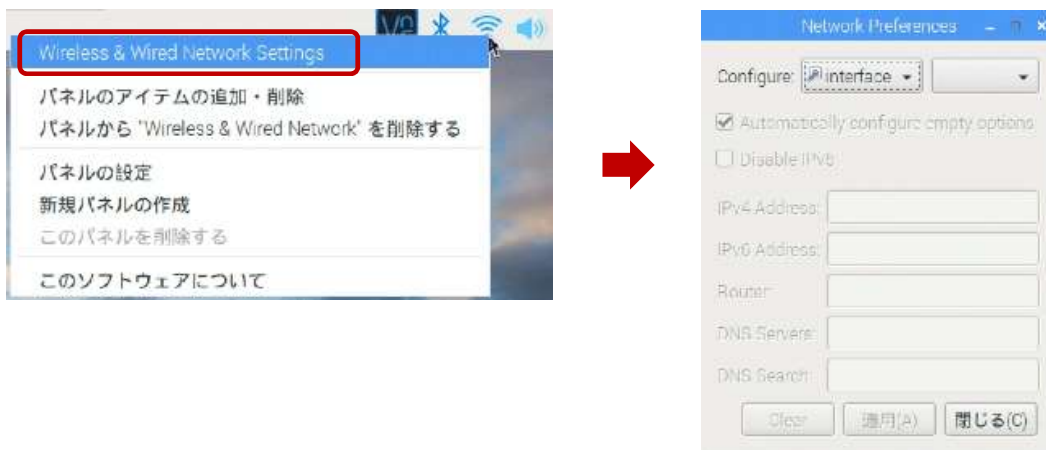 V2
Wireless & Wired Network Settings
パネルのアイテムの追加・削除
パネルから "Wireless & Wired Network" を削除する
パネルの設定
新規パネルの作成
このパネルを削除する
このソフトウェアについて
Network Preferences
Configure: interface
Automatically configure empty options
Disable IPv6
IPv4 Address:
IPv6 Address:
Router:
DNS Servers:
DNS Search:
Clear 適用(A) 閉じる(C)